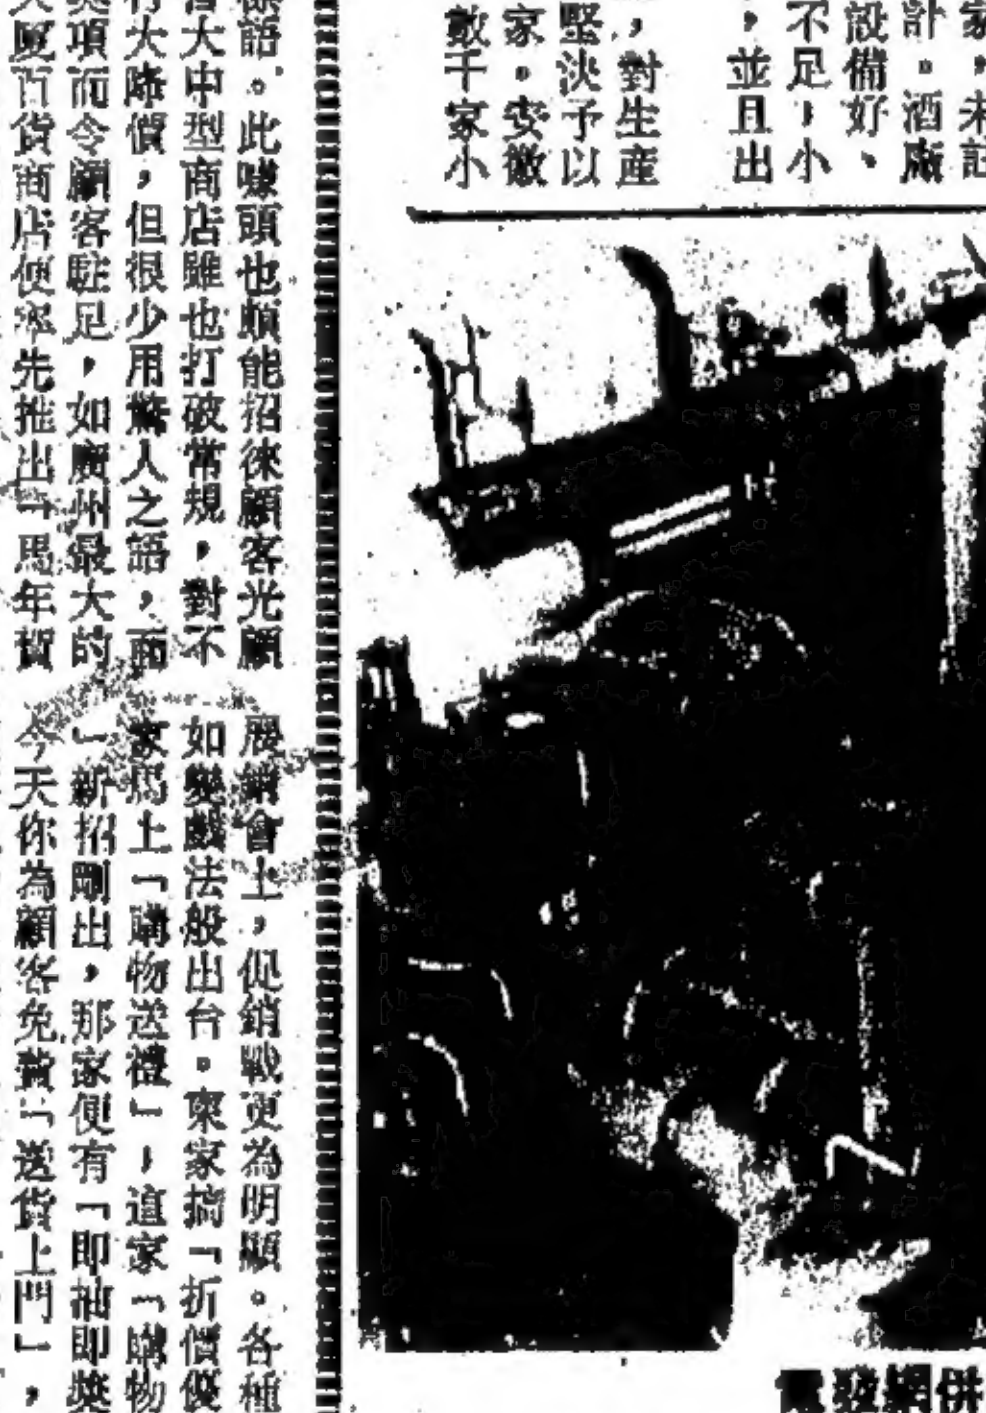 家，未註
計。酒廠
設備好、
不足，小
，並且出
，對生產
堅決予以
家。安徽
數千家小
標語。此噱頭也頗能招徠顧客光顧
大中型商店雖也打破常規，對不
大降價，但很少用驚人之語，而
獎項而令顧客駐足，如廣州最大的
大廈百貨商店便率先推出「馬年賀
展銷會上，促銷戰更為明顯。各種
如變戲法般出台。東家搞「折價優
家馬上「購物送禮」，這家「購物
」新招剛出，那家便有「即抽即獎
今天你為顧客免費「送貨上門」，
電發網併